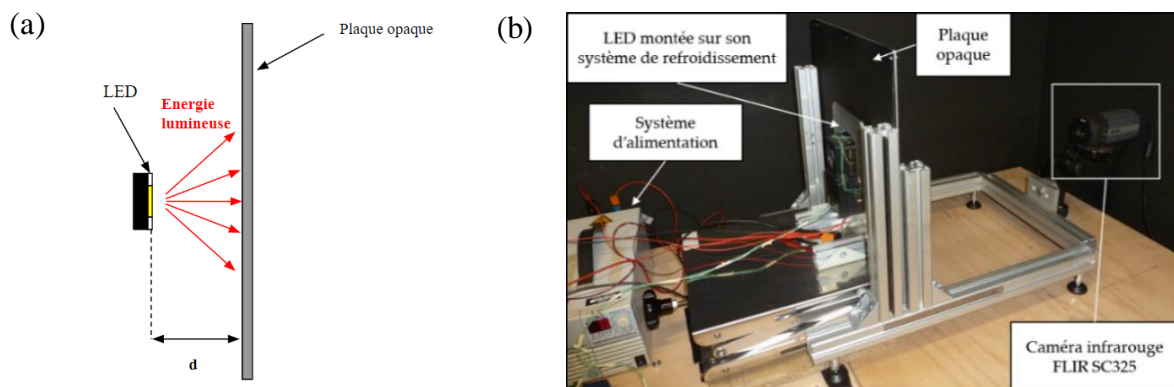 (a)
Plaque opaque
LED
Energie
lumineuse
d
(b)
LED montée sur son
système de refroidissement
Plaque
opaque
Système
d'alimentation
Caméra infrarouge
FLIR SC325